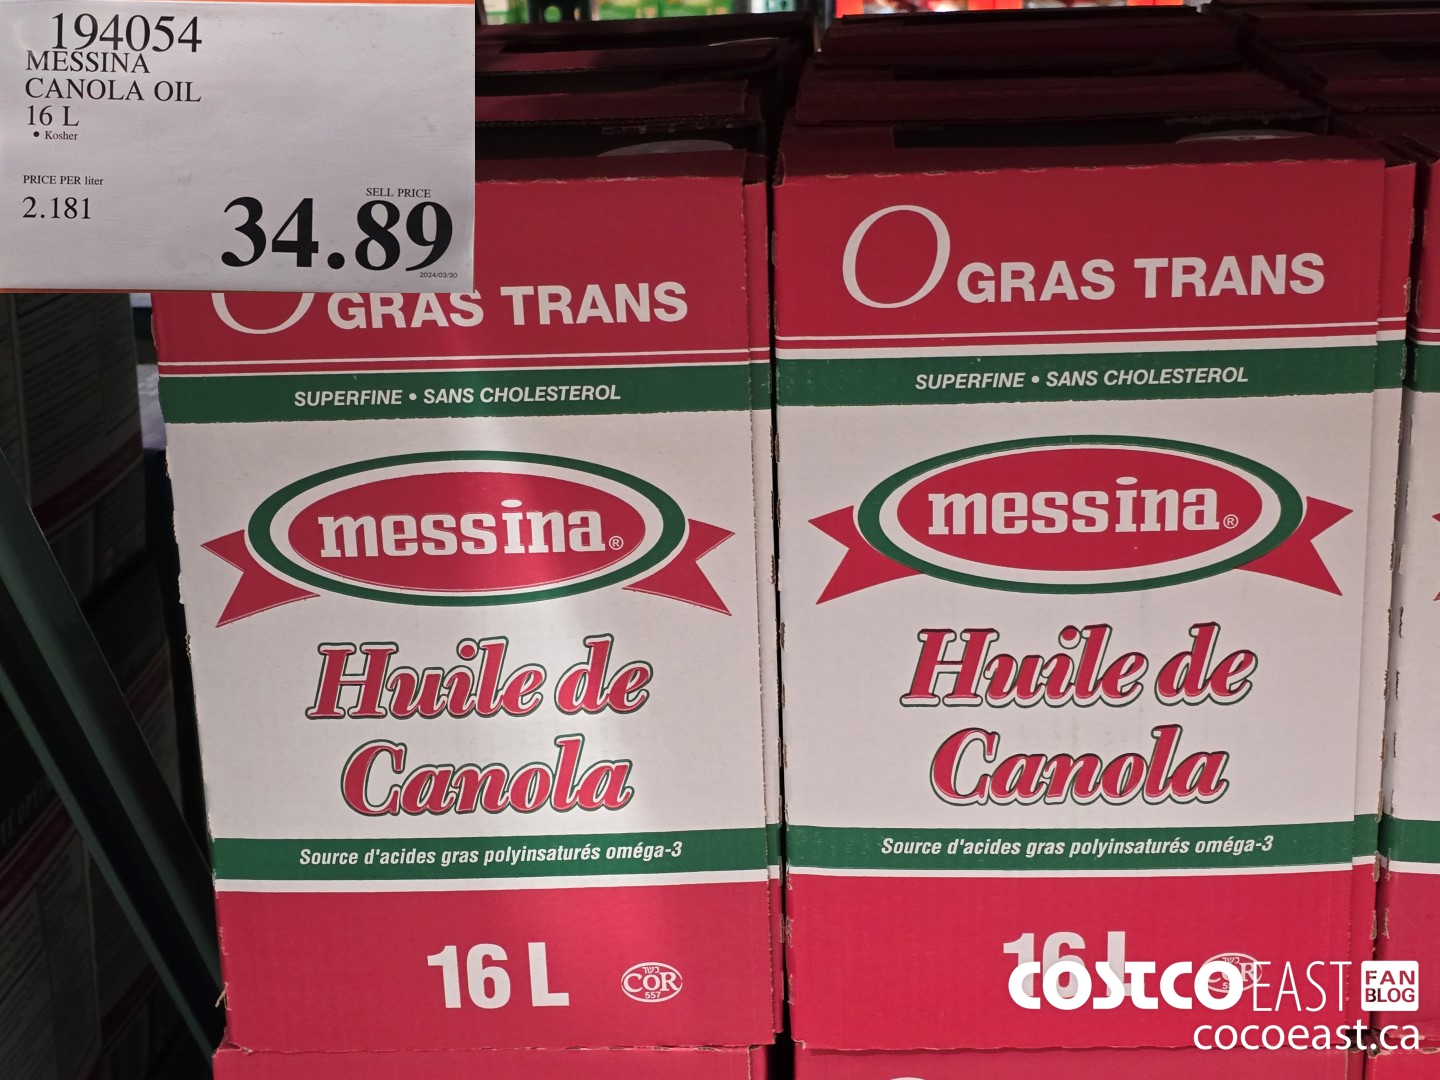 194054
MESSINA
CANOLA OIL
16 L
• Kosher
PRICE PER liter
2.181
SELL PRICE
34.89
2024/03/30
0 GRAS TRANS
SUPERFINE • SANS CHOLESTEROL
messina®
Huile de
Canola
Source d'acides gras polyinsaturés oméga-3
16 L
כשר
COR
557
0 GRAS TRANS
SUPERFINE • SANS CHOLESTEROL
messina®
Huile de
Canola
Source d'acides gras polyinsaturés oméga-3
16 L
COSTCO EAST FAN BLOG
cocoeast.ca